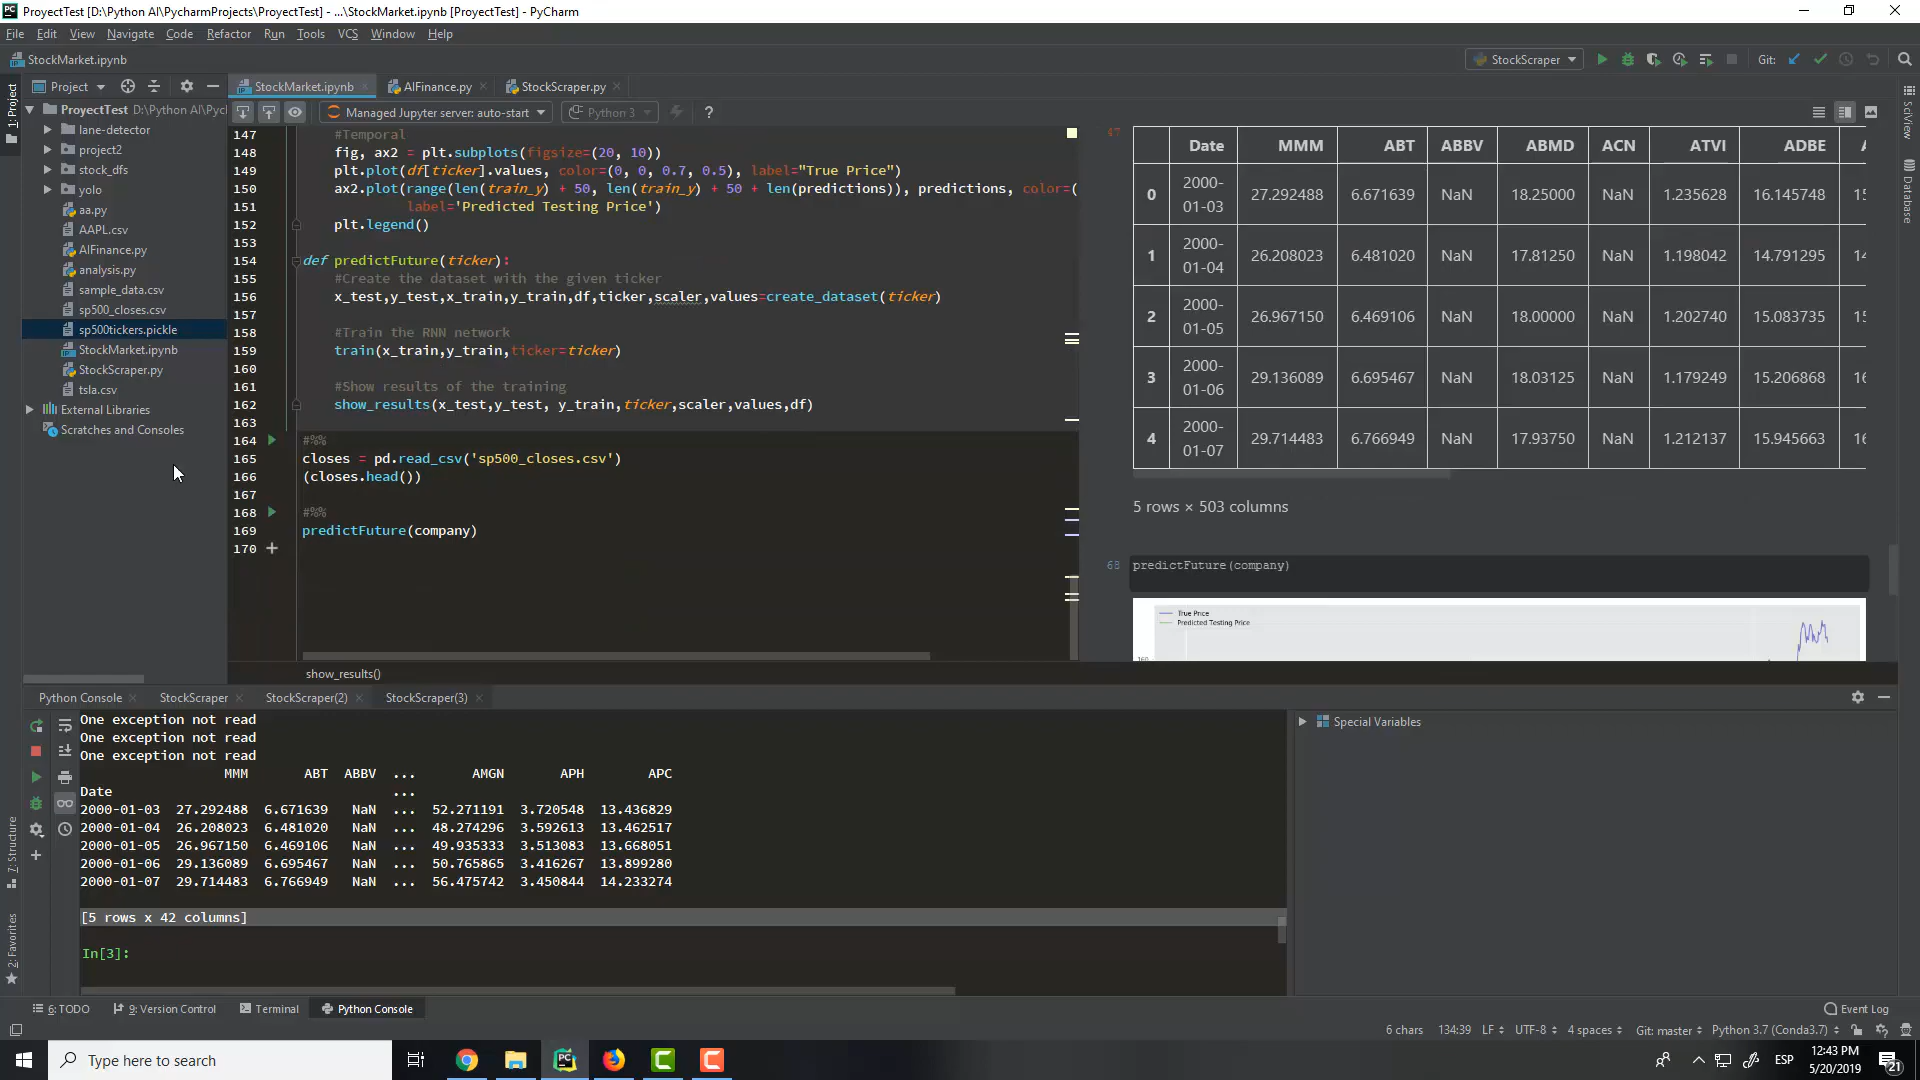 ProyectTest [D:\Python AI\PycharmProjects\ProyectTest] - ...\StockMarket.ipynb [ProyectTest] - PyCharm
File Edit View Navigate Code Refactor Run Tools VCS Window Help
StockMarket.ipynb
StockScraper
Git:
1: Project
Project
StockMarket.ipynb
AIFinance.py
StockScraper.py
Managed Jupyter server: auto-start
Python 3
?
ProyectTest D:\Python AI\Pyc
lane-detector
project2
stock_dfs
yolo
aa.py
AAPL.csv
AIFinance.py
analysis.py
sample_data.csv
sp500_closes.csv
sp500tickers.pickle
StockMarket.ipynb
StockScraper.py
tsla.csv
External Libraries
Scratches and Consoles
147 #Temporal
148 fig, ax2 = plt.subplots(figsize=(20, 10))
149 plt.plot(df[ticker].values, color=(0, 0, 0.7, 0.5), label="True Price")
150 ax2.plot(range(len(train_y) + 50, len(train_y) + 50 + len(predictions)), predictions, color=(
151 label='Predicted Testing Price')
152 plt.legend()
153
154 def predictFuture(ticker):
155 #Create the dataset with the given ticker
156 x_test,y_test,x_train,y_train,df,ticker,scaler,values=create_dataset(ticker)
157
158 #Train the RNN network
159 train(x_train,y_train,ticker=ticker)
160
161 #Show results of the training
162 show_results(x_test,y_test, y_train,ticker,scaler,values,df)
163
164 #%%
165 closes = pd.read_csv('sp500_closes.csv')
166 (closes.head())
167
168 #%%
169 predictFuture(company)
170
show_results()
47
Date MMM ABT ABBV ABMD ACN ATVI ADBE
0 2000-01-03 27.292488 6.671639 NaN 18.25000 NaN 1.235628 16.145748 15
1 2000-01-04 26.208023 6.481020 NaN 17.81250 NaN 1.198042 14.791295 14
2 2000-01-05 26.967150 6.469106 NaN 18.00000 NaN 1.202740 15.083735 15
3 2000-01-06 29.136089 6.695467 NaN 18.03125 NaN 1.179249 15.206868 16
4 2000-01-07 29.714483 6.766949 NaN 17.93750 NaN 1.212137 15.945663 16
5 rows × 503 columns
68 predictFuture(company)
True Price
Predicted Testing Price
160
SciView
Database
Python Console
StockScraper
StockScraper(2)
StockScraper(3)
One exception not read
One exception not read
One exception not read
MMM ABT ABBV ... AMGN APH APC
Date ...
2000-01-03 27.292488 6.671639 NaN ... 52.271191 3.720548 13.436829
2000-01-04 26.208023 6.481020 NaN ... 48.274296 3.592613 13.462517
2000-01-05 26.967150 6.469106 NaN ... 49.935333 3.513083 13.668051
2000-01-06 29.136089 6.695467 NaN ... 50.765865 3.416267 13.899280
2000-01-07 29.714483 6.766949 NaN ... 56.475742 3.450844 14.233274
[5 rows x 42 columns]
In[3]:
Special Variables
7: Structure
2: Favorites
6: TODO
9: Version Control
Terminal
Python Console
Event Log
6 chars 134:39 LF UTF-8 4 spaces Git: master Python 3.7 (Conda3.7)
Type here to search
ESP
12:43 PM
5/20/2019
21